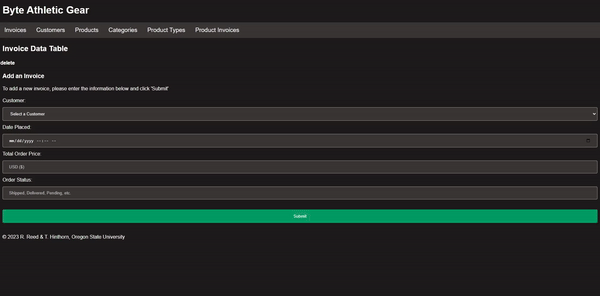 Byte Athletic Gear
Invoices Customers Products Categories Product Types Product Invoices
Invoice Data Table
delete
Add an Invoice
To add a new invoice, please enter the information below and click 'Submit'
Customer:
Select a Customer
Date Placed:
mm/dd/yyyy --:-- --
Total Order Price:
USD ($)
Order Status:
Shipped, Delivered, Pending, etc.
Submit
© 2023 R. Reed & T. Hinthorn, Oregon State University